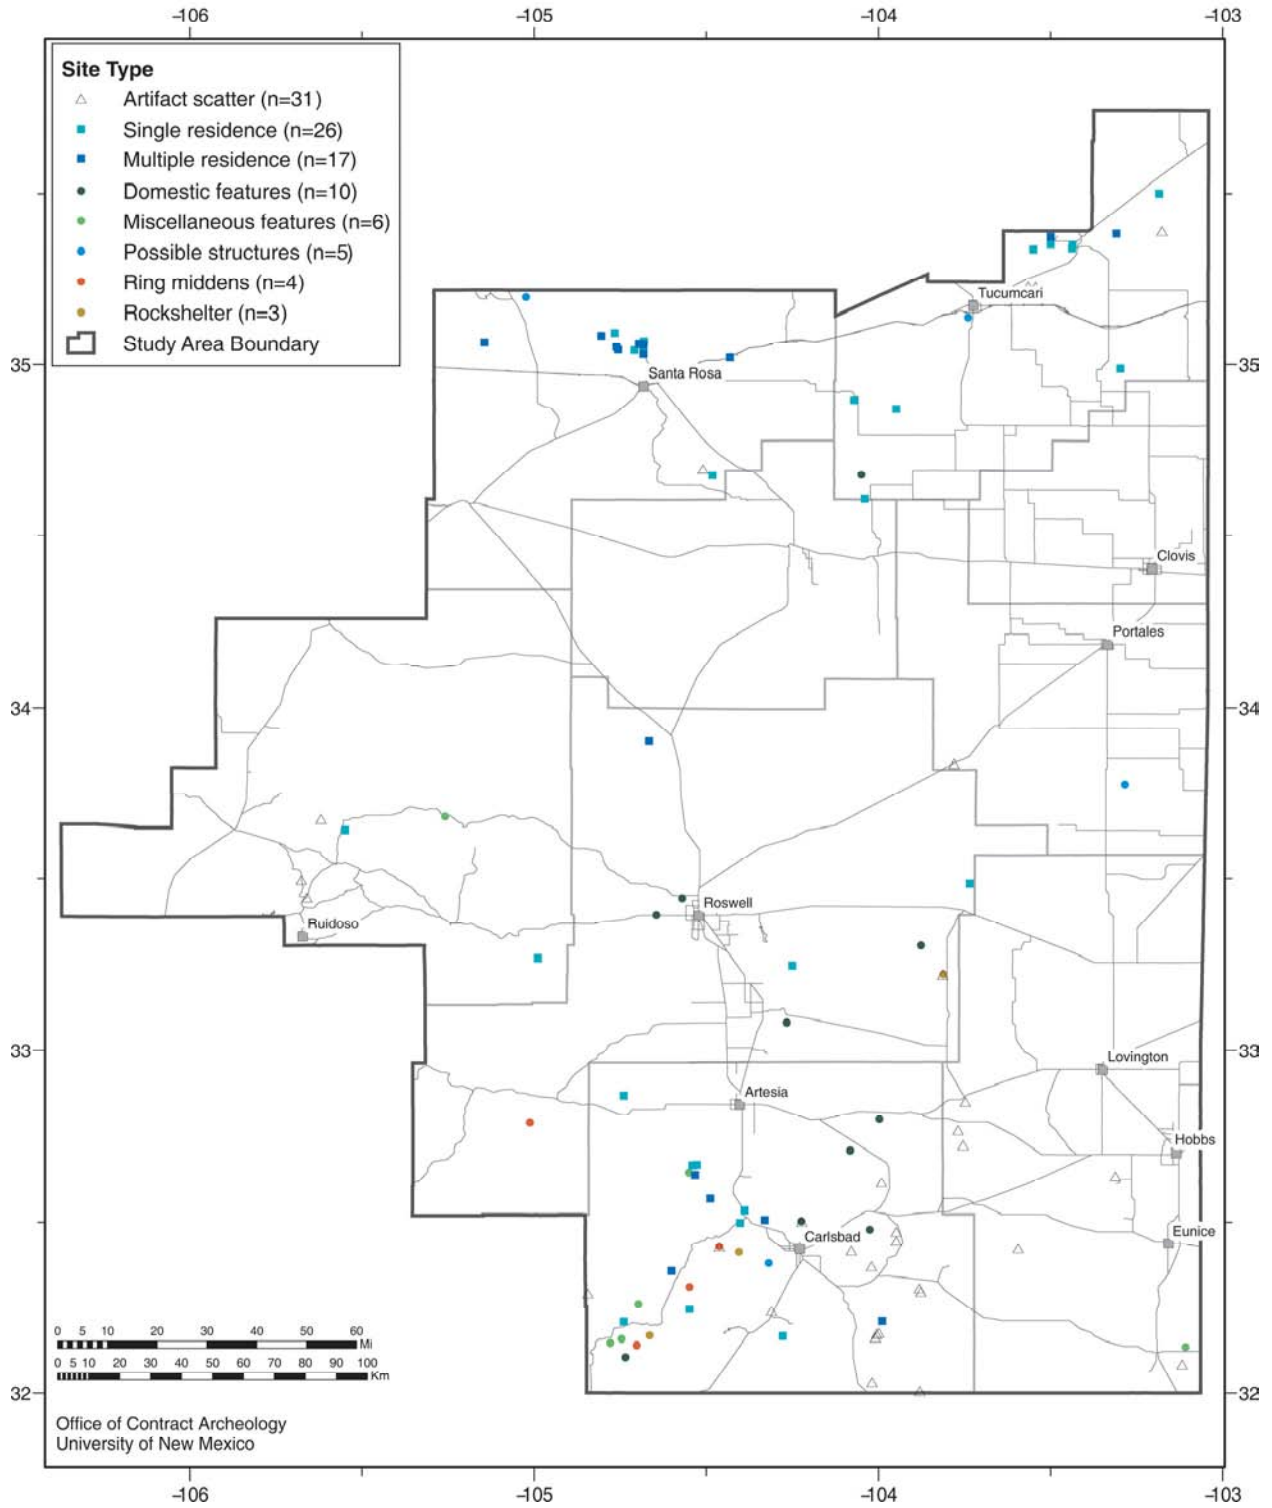 −106 −105 −104 −103
Site Type
Artifact scatter (n=31)
Single residence (n=26)
Multiple residence (n=17)
Domestic features (n=10)
Miscellaneous features (n=6)
Possible structures (n=5)
Ring middens (n=4)
Rockshelter (n=3)
Study Area Boundary
Tucumcari
35 35
Santa Rosa
Clovis
Portales
34 34
Roswell
Ruidoso
33 33
Lovington
Artesia
Hobbs
Eunice
Carlsbad
0 5 10 20 30 40 50 60
Mi
0 5 10 20 30 40 50 60 70 80 90 100
Km
32 32
Office of Contract Archeology
University of New Mexico
−106 −105 −104 −103